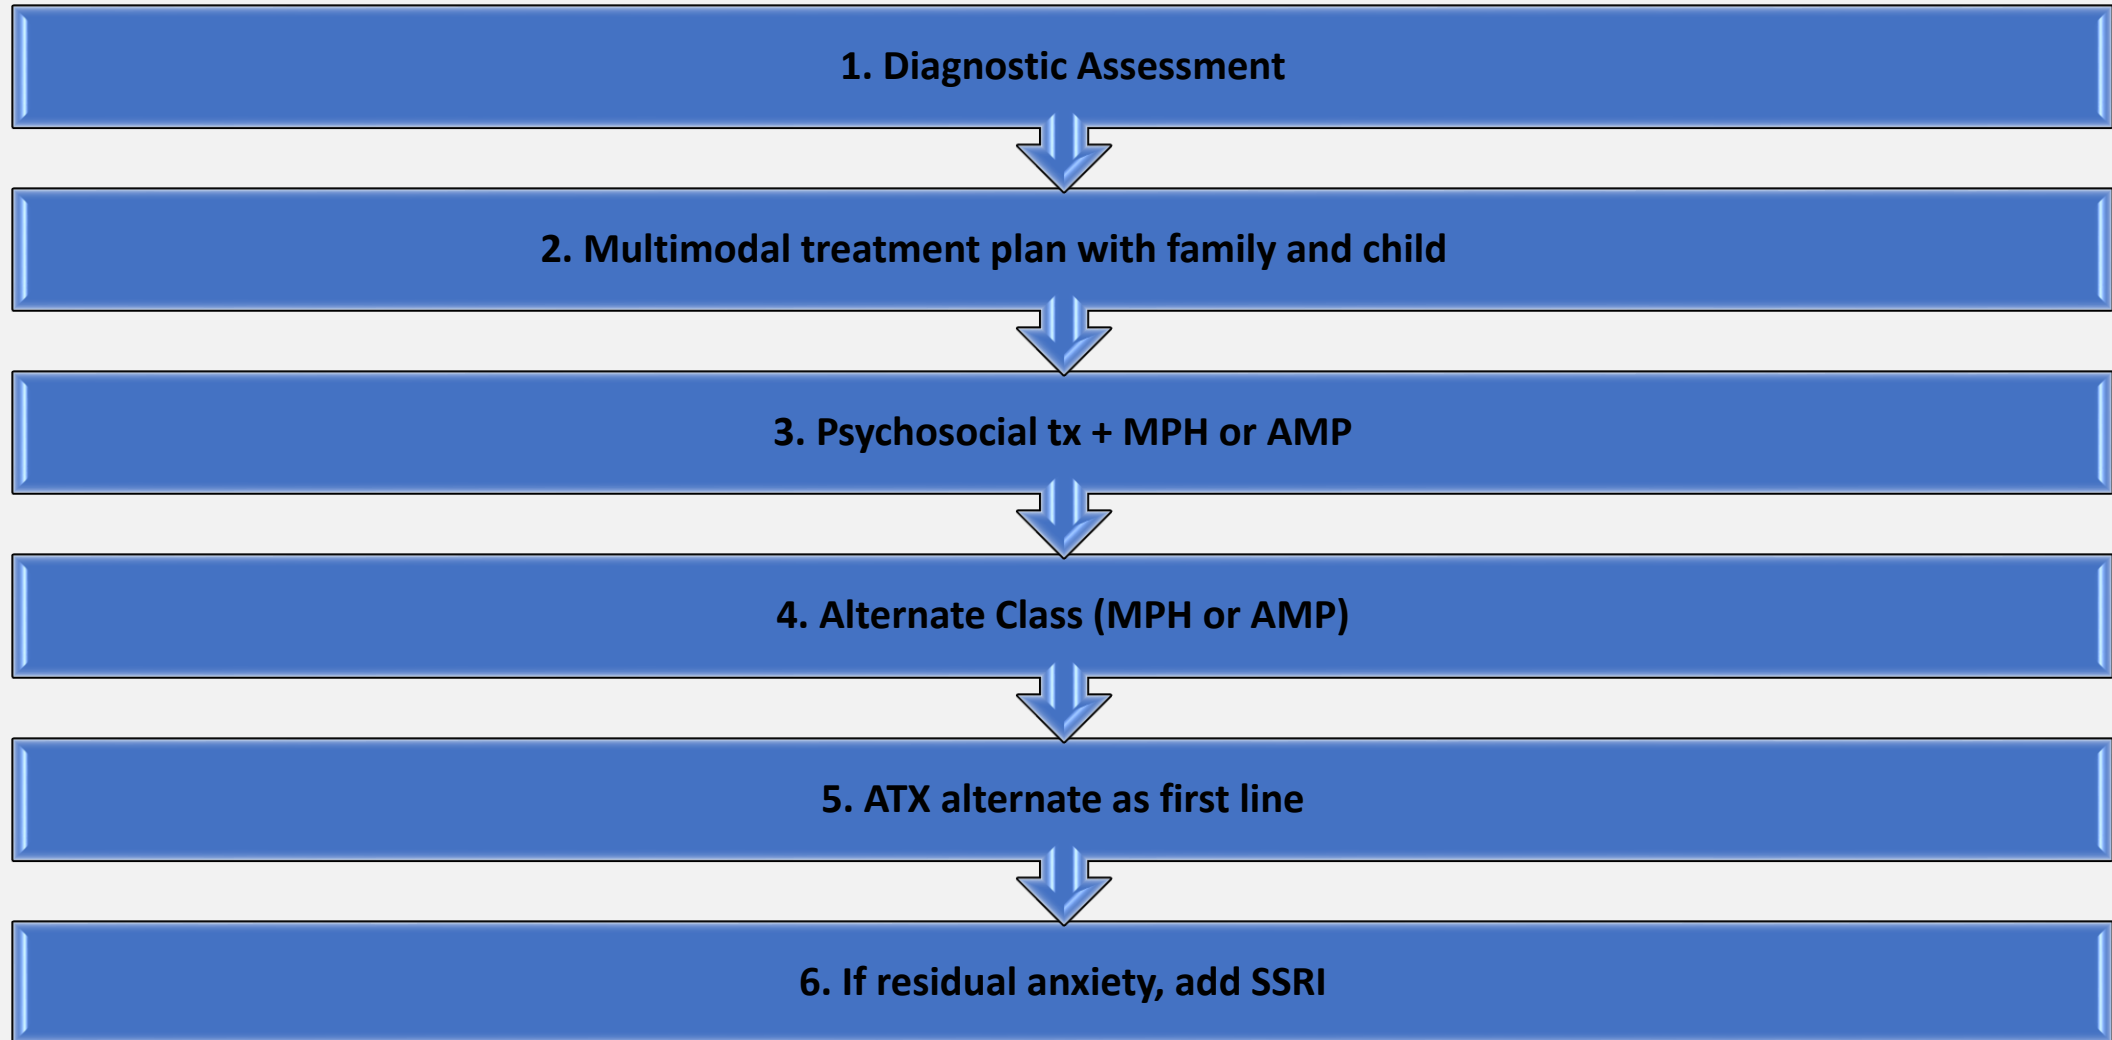 1. Diagnostic Assessment
2. Multimodal treatment plan with family and child
3. Psychosocial tx + MPH or AMP
4. Alternate Class (MPH or AMP)
5. ATX alternate as first line
6. If residual anxiety, add SSRI